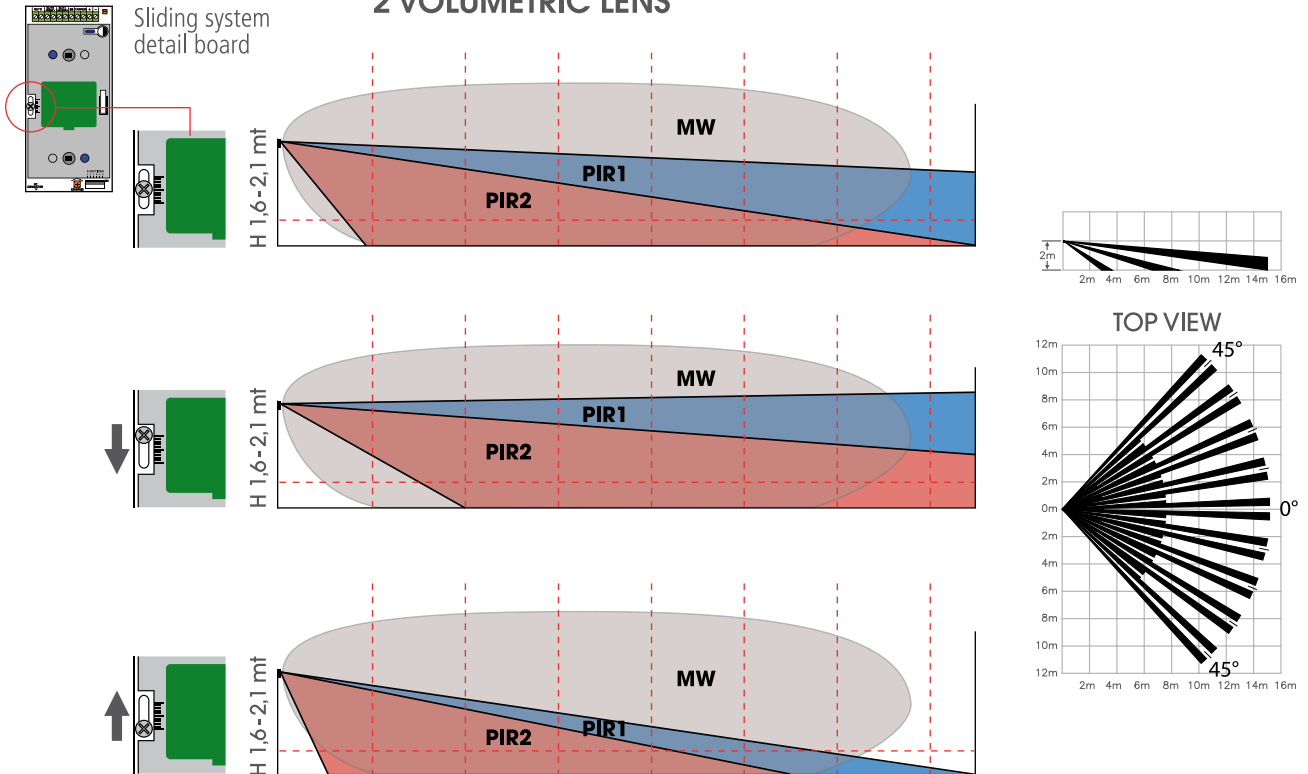 2 VOLUMETRIC LENS
Sliding system
detail board
H 1,6-2,1 mt
MW
PIR1
PIR2
H 1,6-2,1 mt
MW
PIR1
PIR2
H 1,6-2,1 mt
MW
PIR1
PIR2
2m
2m 4m 6m 8m 10m 12m 14m 16m
TOP VIEW
12m
10m
8m
6m
4m
2m
0m
2m
4m
6m
8m
10m
12m
45°
0°
45°
2m 4m 6m 8m 10m 12m 14m 16m